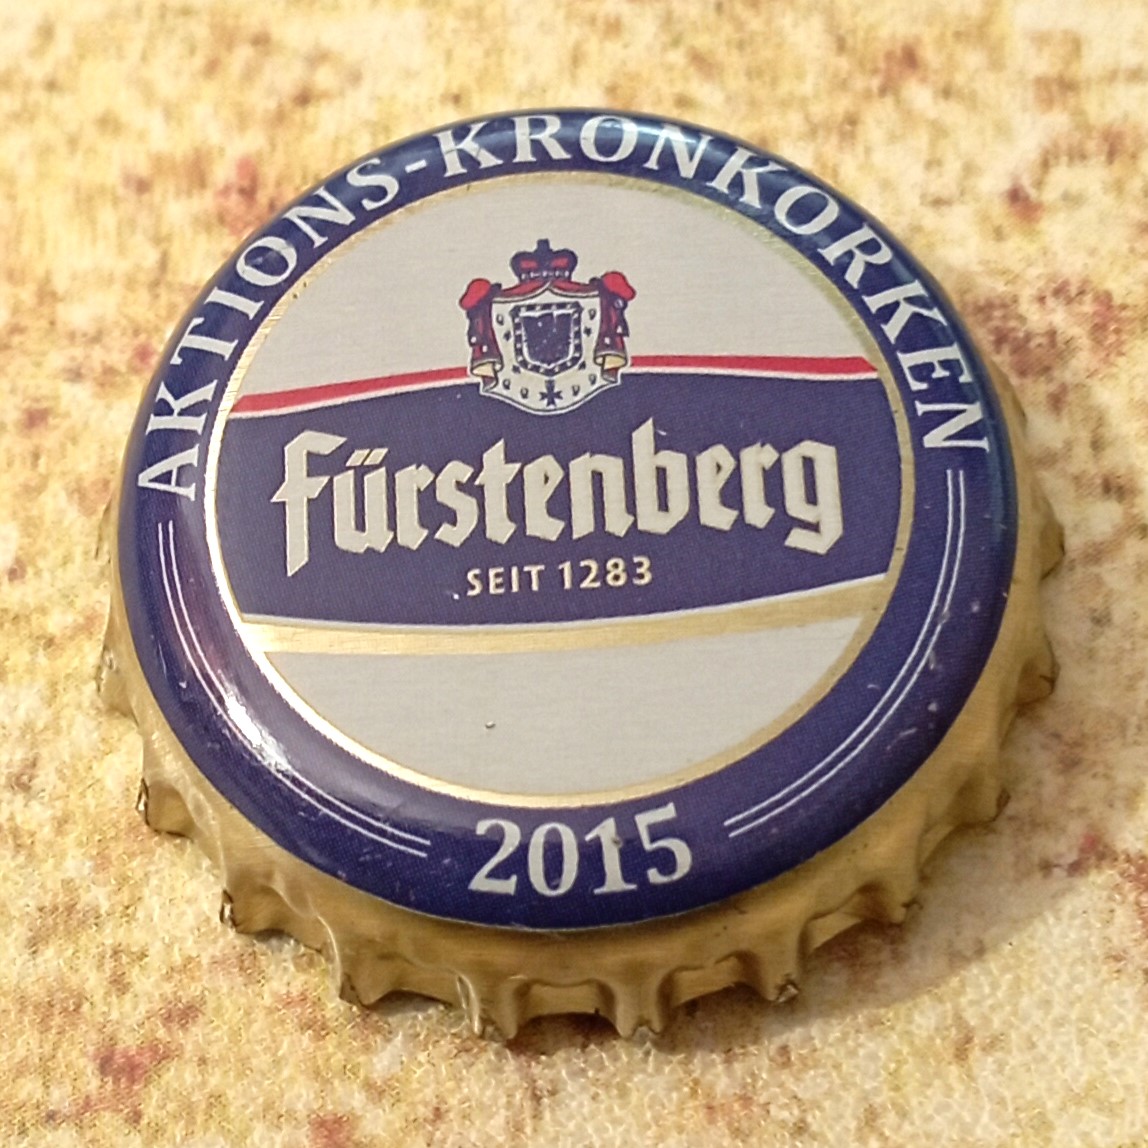 AKTIONS-KRONKORKEN
Fürstenberg
SEIT 1283
2015